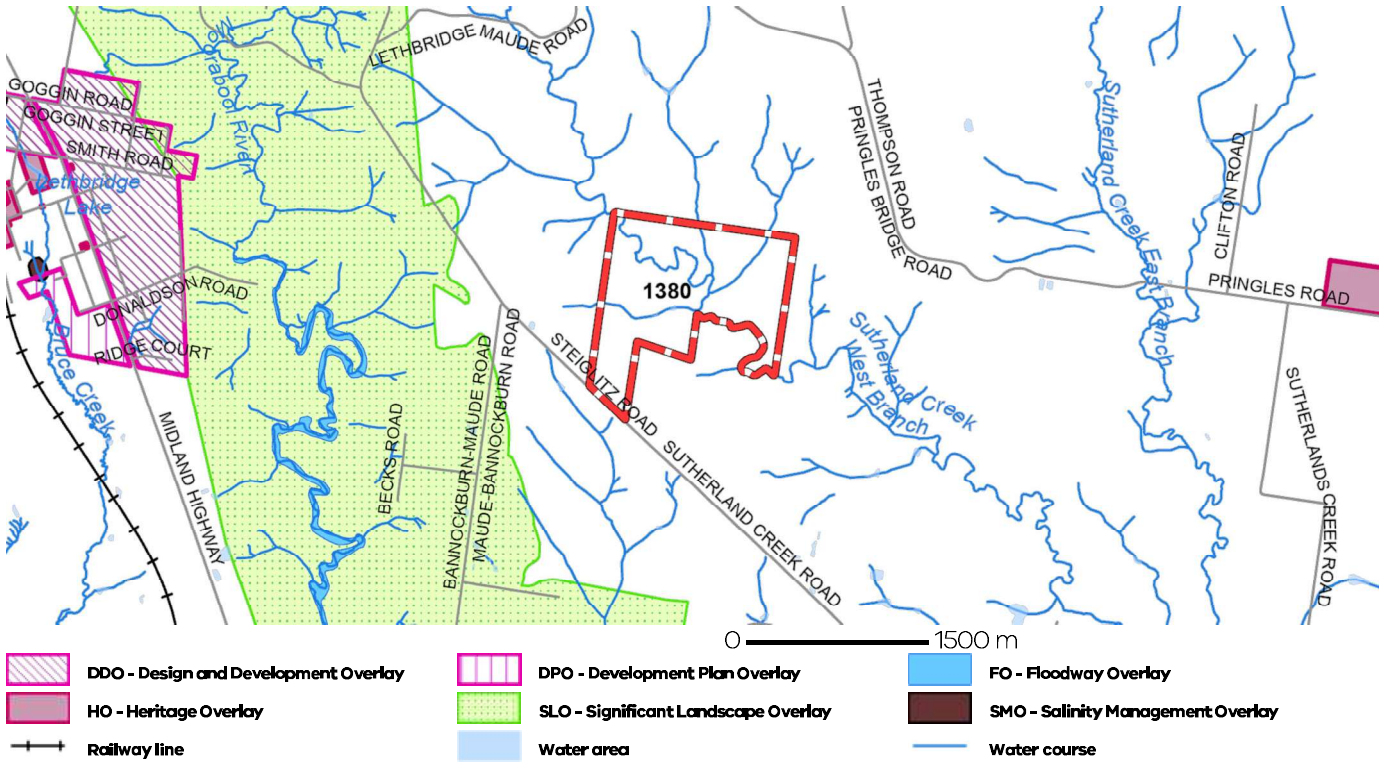 LETHBRIDGE MAUDE ROAD
Moorabool River
GOGGIN ROAD
GOGGIN STREET
SMITH ROAD
Lethbridge
Lake
THOMPSON ROAD
PRINGLES BRIDGE ROAD
Sutherland Creek East Branch
CLIFTON ROAD
PRINGLES ROAD
1380
DONALDSON ROAD
RIDGE COURT
Bruce Creek
MIDLAND HIGHWAY
BECKS ROAD
BANNOCKBURN-MAUDE ROAD
MAUDE-BANNOCKBURN ROAD
STEIGLITZ ROAD
SUTHERLAND CREEK ROAD
Sutherland Creek
West Branch
SUTHERLANDS CREEK ROAD
0 1500 m
DDO - Design and Development Overlay
DPO - Development Plan Overlay
FO - Floodway Overlay
HO - Heritage Overlay
SLO - Significant Landscape Overlay
SMO - Salinity Management Overlay
Railway line
Water area
Water course